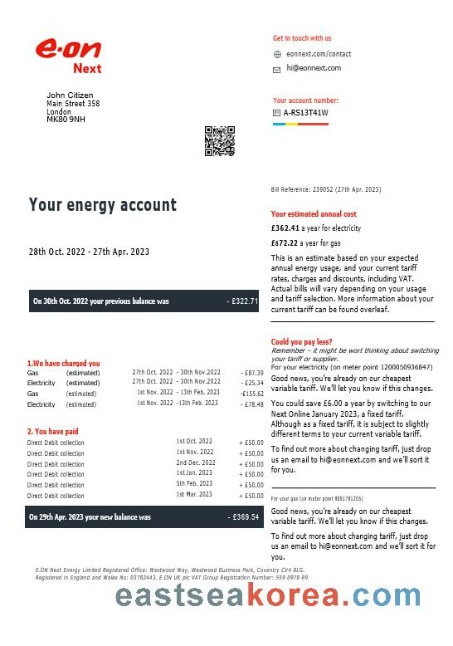 e·on
Next
Get in touch with us
eonnext.com/contact
hi@eonnext.com
John Citizen
Main Street 358
London
MK80 9NH
Your account number:
A-RS13T41W
Bill Reference: 239052 (27th Apr. 2023)
Your energy account
28th Oct. 2022 - 27th Apr. 2023
Your estimated annual cost
£362.41 a year for electricity
£672.22 a year for gas
This is an estimate based on your expected
annual energy usage, and your current tariff
rates, charges and discounts, including VAT.
Actual bills will vary depending on your usage
and tariff selection. More information about your
current tariff can be found overleaf.
On 30th Oct. 2022 your previous balance was - £322.71
Could you pay less?
Remember – it might be wort thinking about switching
your tariff or supplier.
For your electricity (on meter point 1200050936847)
Good news, you're already on our cheapest
variable tariff. We'll let you know if this changes.
You could save £6.00 a year by switching to our
Next Online January 2023, a fixed tariff.
Although as a fixed tariff, it is subject to slightly
different terms to your current variable tariff.
To find out more about changing tariff, just drop
us an email to hi@eonnext.com and we'll sort it
for you.
1.We have charged you
Gas (estimated) 27th Oct. 2022 - 30th Nov.2022 - £87.39
Electricity (estimated) 27th Oct. 2022 - 30th Nov.2022 - £25.34
Gas (estimated) 1st Nov. 2022 - 13th Feb. 2023 - £155.62
Electricity (estimated) 1st Nov. 2022 - 13th Feb. 2023 - £78.48
2. You have paid
Direct Debit collection 1st Oct. 2022 + £50.00
Direct Debit collection 1st Nov. 2022 + £50.00
Direct Debit collection 2nd Dec. 2022 + £50.00
Direct Debit collection 1st Jan. 2023 + £50.00
Direct Debit collection 5th Feb. 2023 + £50.00
Direct Debit collection 1st Mar. 2023 + £50.00
On 29th Apr. 2023 your new balance was - £369.54
For your gas (on meter point
Good news, you're already on our cheapest
variable tariff. We'll let you know if this changes.
To find out more about changing tariff, just drop
us an email to hi@eonnext.com and we'll sort it for
you.
E.ON Next Energy Limited Registered Office: Westwood Way, Westwood Business Park, Coventry CV4 8LG.
Registered in England and Wales No: 03782443. E.ON UK plc VAT Group Registration Number: 559 0978 89
eastseakorea.com